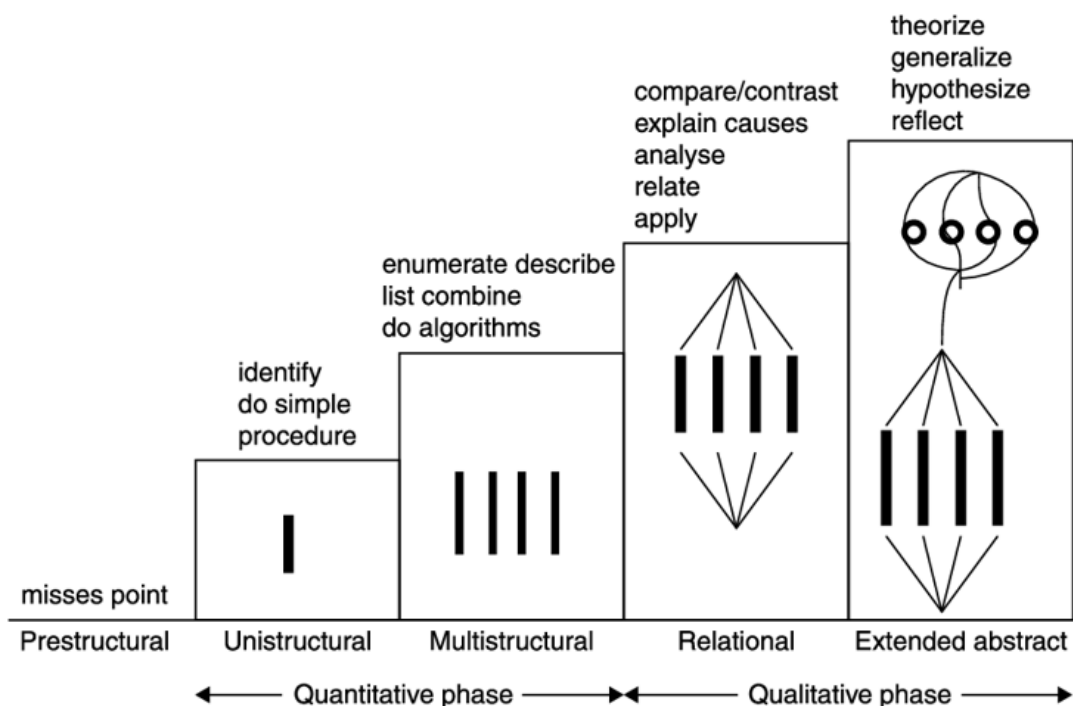 theorize
generalize
hypothesize
reflect
compare/contrast
explain causes
analyse
relate
apply
enumerate describe
list combine
do algorithms
identify
do simple
procedure
misses point
Prestructural
Unistructural
Multistructural
Relational
Extended abstract
Quantitative phase
Qualitative phase